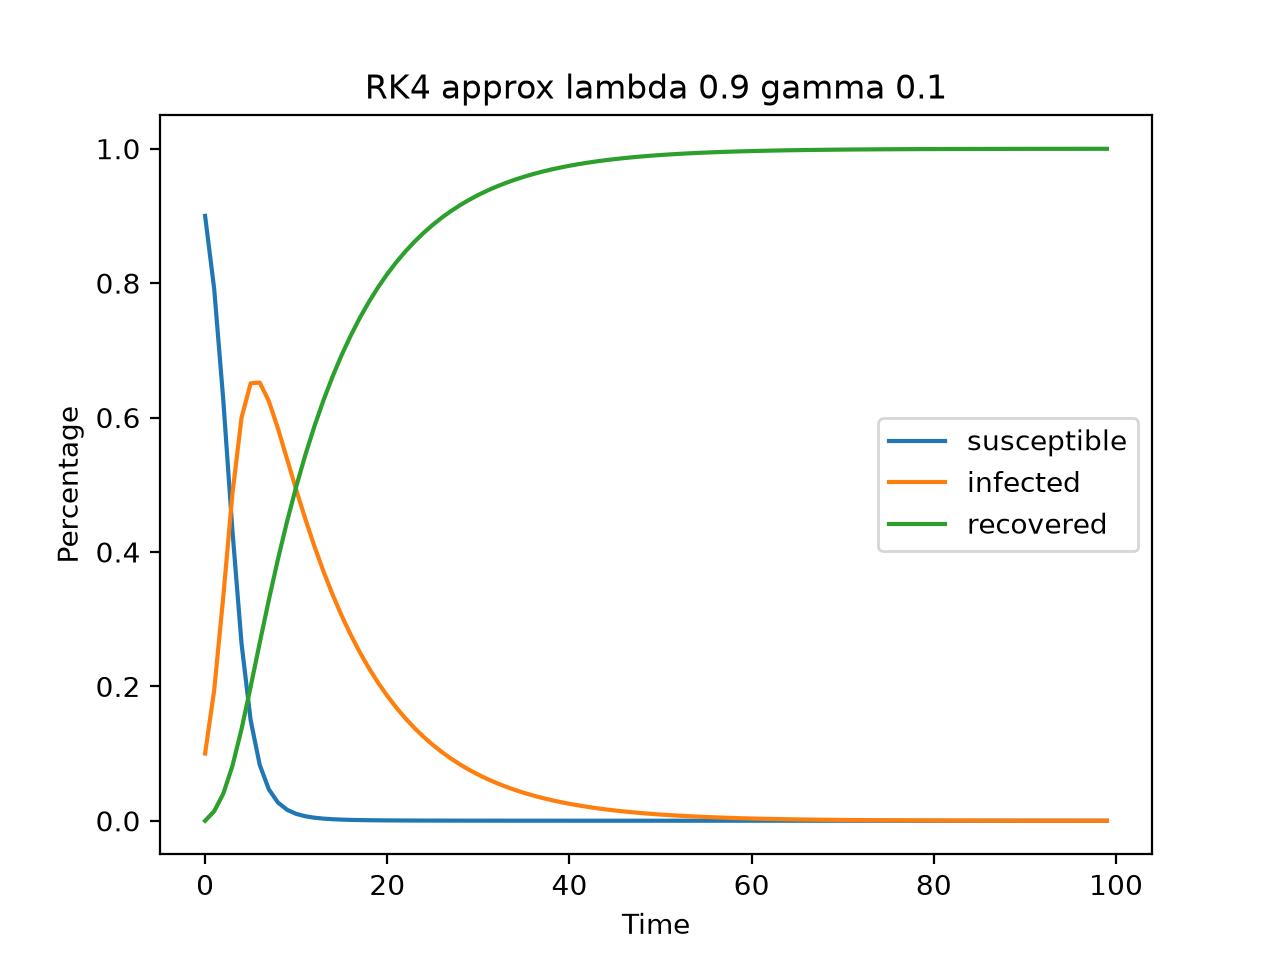 RK4 approx lambda 0.9 gamma 0.1
1.0
0.8
0.6
0.4
0.2
0.0
Percentage
susceptible
infected
recovered
0 20 40 60 80 100
Time